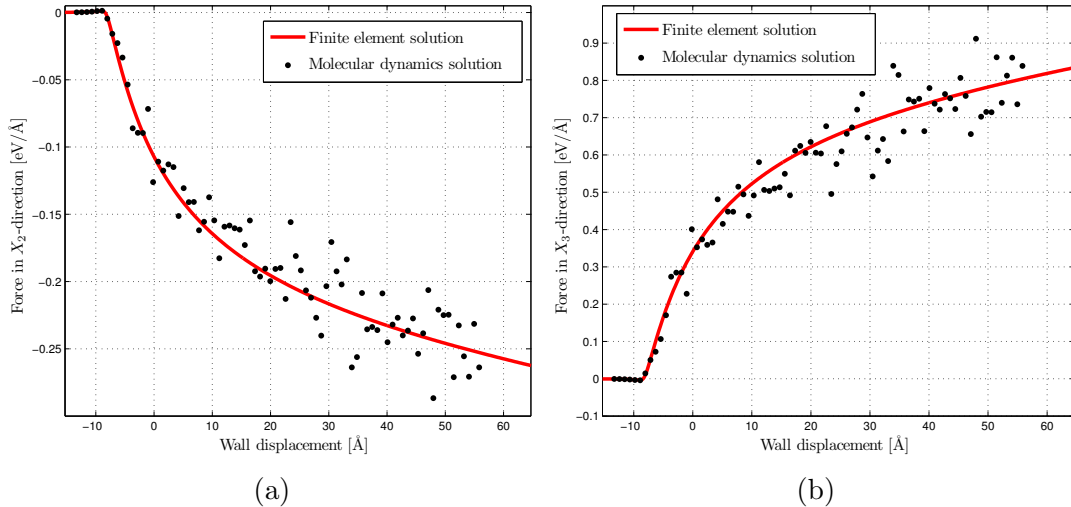 0
−0.05
−0.1
−0.15
−0.2
−0.25
Force in X₂-direction [eV/Å]
−10 0 10 20 30 40 50 60
Wall displacement [Å]
Finite element solution
Molecular dynamics solution
(a)
0.9
0.8
0.7
0.6
0.5
0.4
0.3
0.2
0.1
0
−0.1
Force in X₃-direction [eV/Å]
−10 0 10 20 30 40 50 60
Wall displacement [Å]
Finite element solution
Molecular dynamics solution
(b)